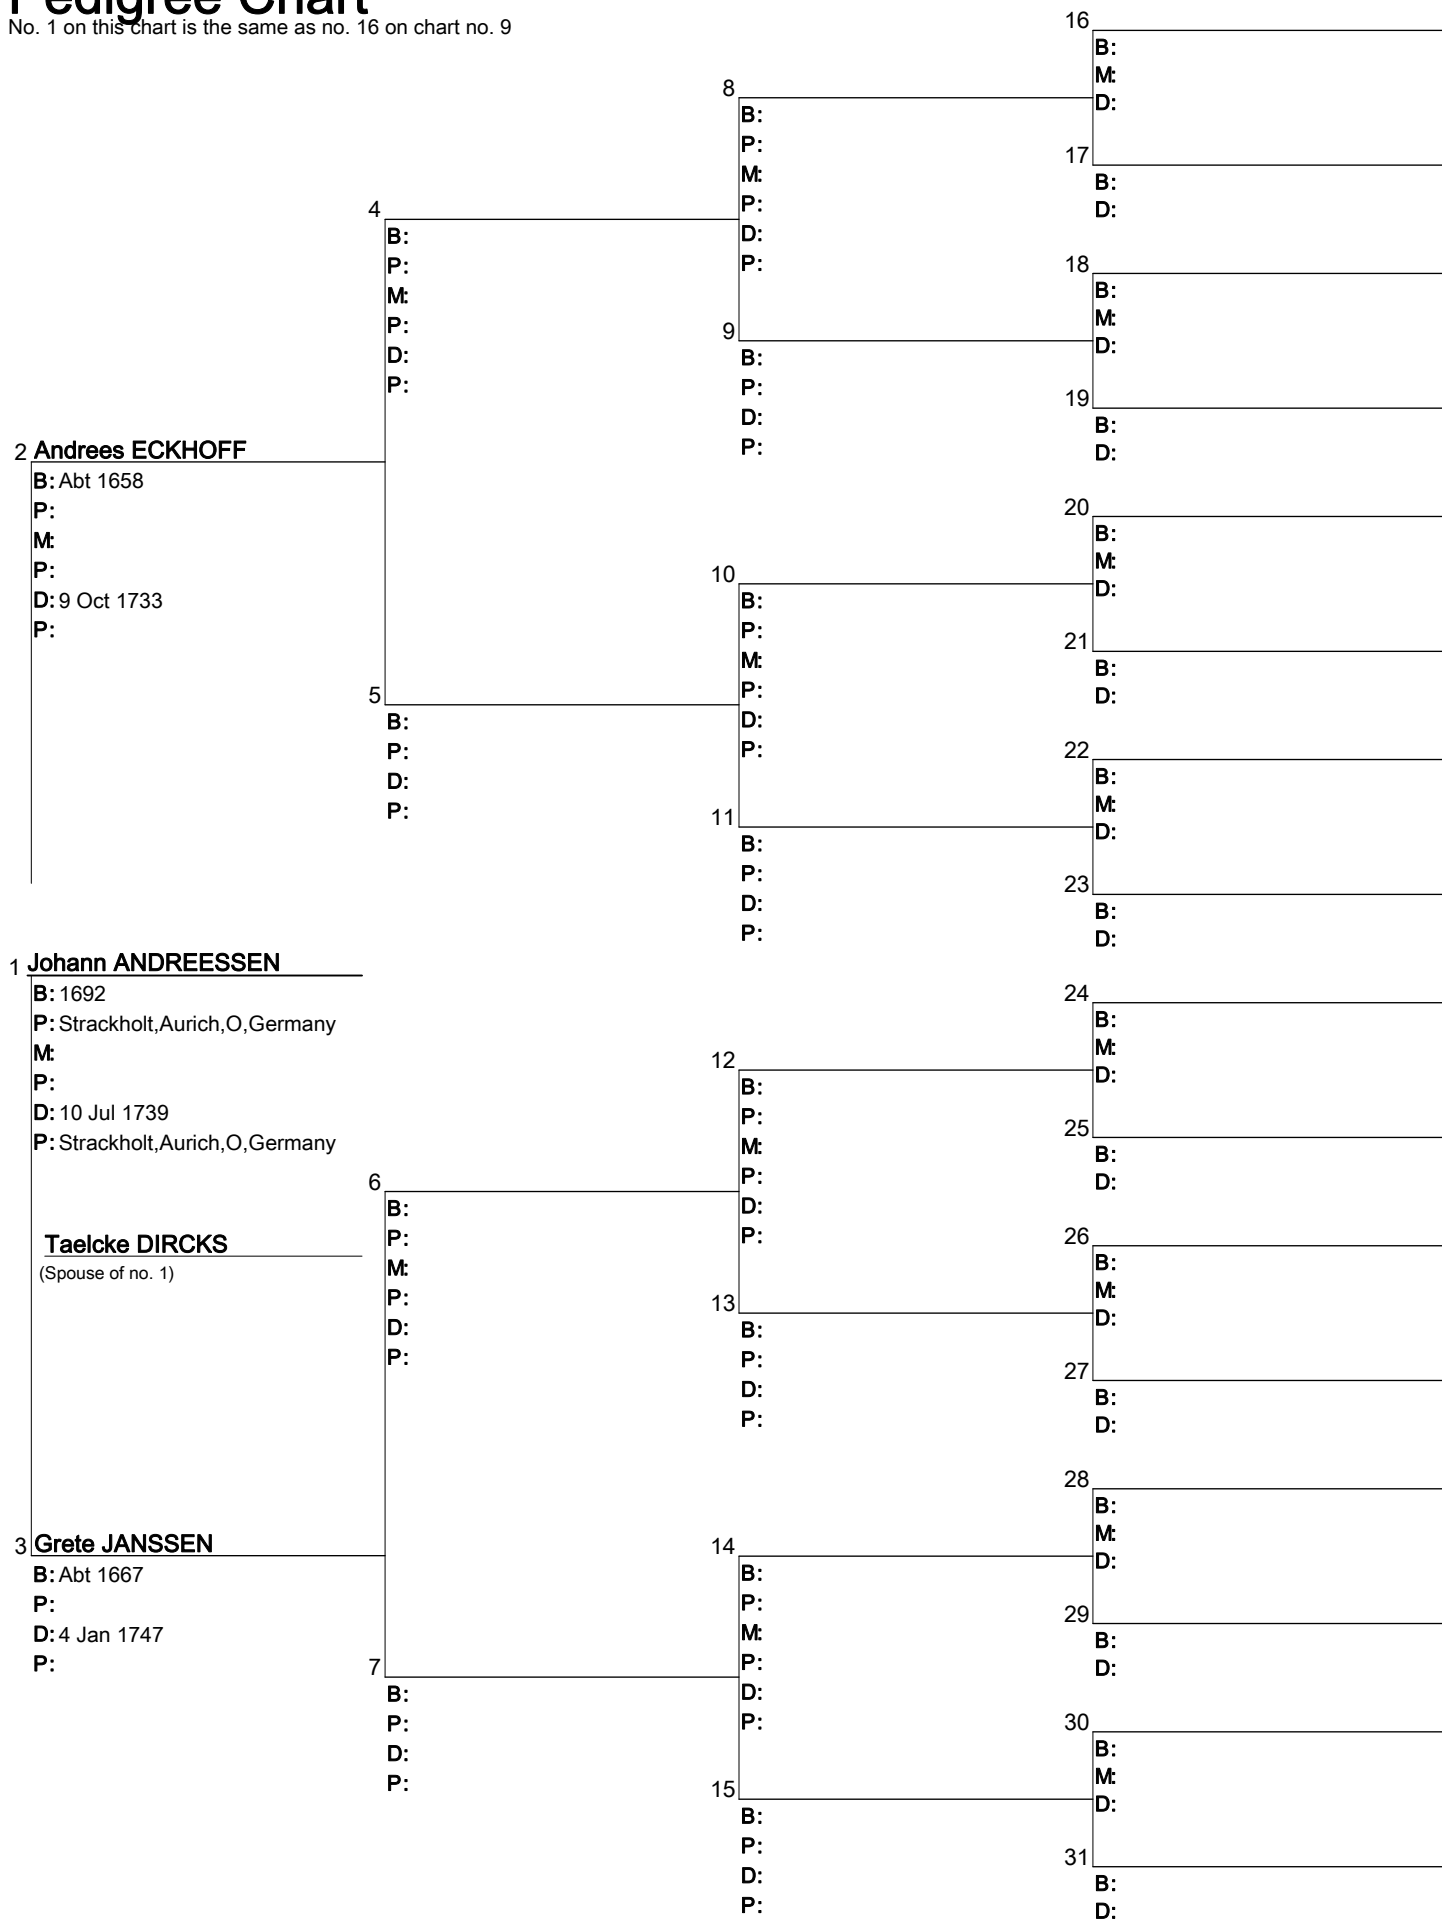 Pedigree Chart
No. 1 on this chart is the same as no. 16 on chart no. 9
2 Andrees ECKHOFF
B: Abt 1658
P:
M:
P:
D: 9 Oct 1733
P:
1 Johann ANDREESSEN
B: 1692
P: Strackholt,Aurich,O,Germany
M:
P:
D: 10 Jul 1739
P: Strackholt,Aurich,O,Germany
Taelcke DIRCKS
(Spouse of no. 1)
3 Grete JANSSEN
B: Abt 1667
P:
D: 4 Jan 1747
P:
4
B:
P:
M:
P:
D:
P:
5
B:
P:
D:
P:
6
B:
P:
M:
P:
D:
P:
7
B:
P:
D:
P:
8
B:
P:
M:
P:
D:
P:
9
B:
P:
D:
P:
10
B:
P:
M:
P:
D:
P:
11
B:
P:
D:
P:
12
B:
P:
M:
P:
D:
P:
13
B:
P:
D:
P:
14
B:
P:
M:
P:
D:
P:
15
B:
P:
D:
P:
16
B:
M:
D:
17
B:
D:
18
B:
M:
D:
19
B:
D:
20
B:
M:
D:
21
B:
D:
22
B:
M:
D:
23
B:
D:
24
B:
M:
D:
25
B:
D:
26
B:
M:
D:
27
B:
D:
28
B:
M:
D:
29
B:
D:
30
B:
M:
D:
31
B:
D: